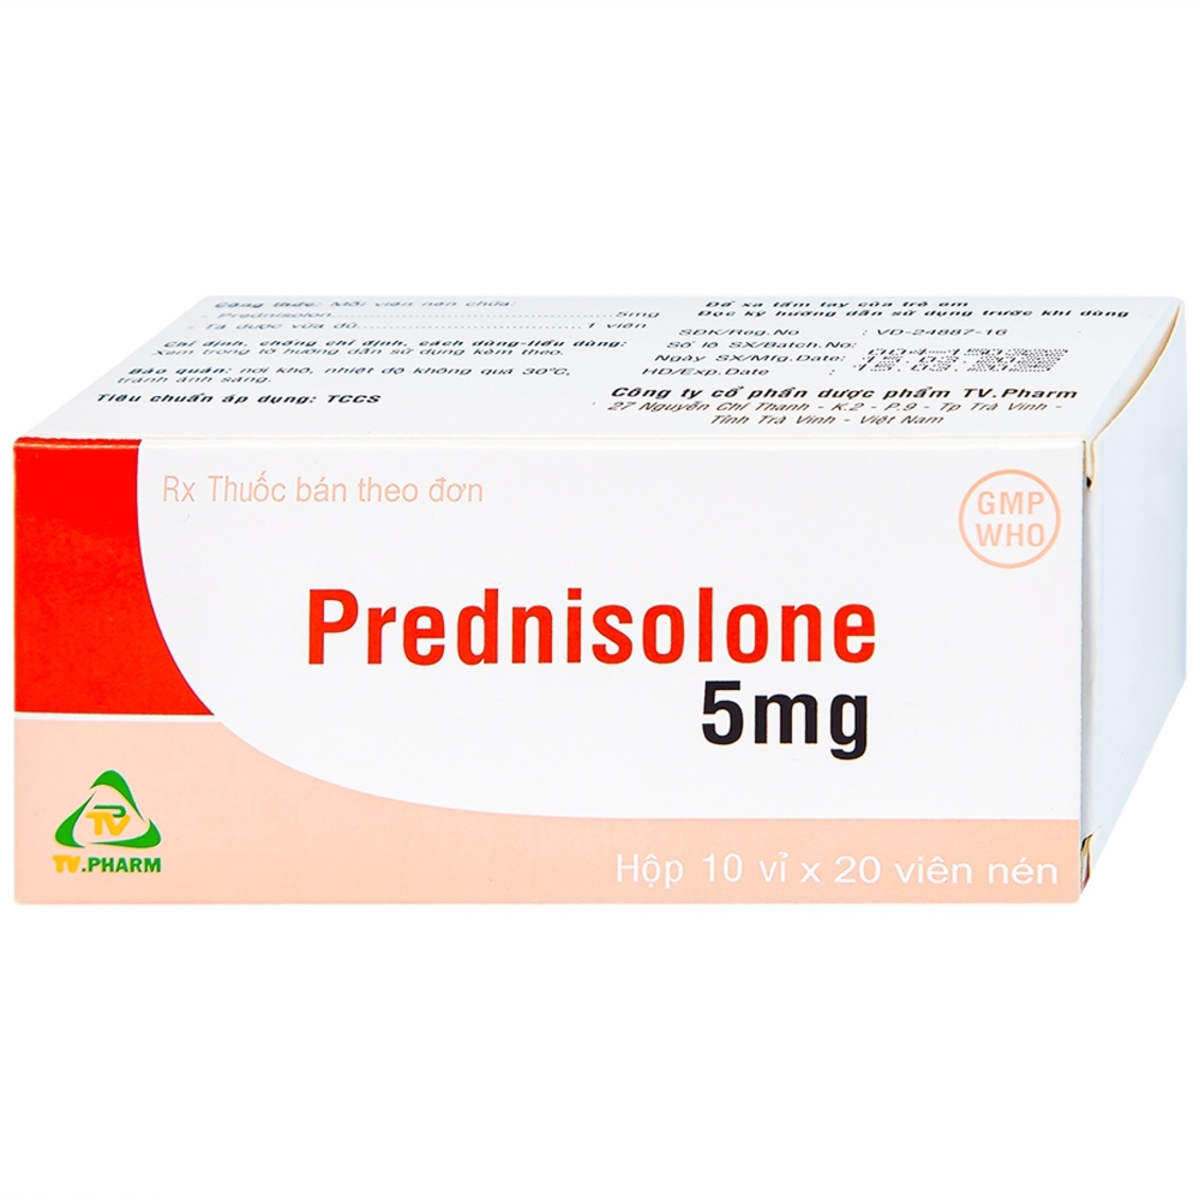 Công thức: Mỗi viên nén chứa:
- Prednisolon.....................................5mg
- Tá dược vừa đủ.....................................1 viên
Chỉ định, chống chỉ định, cách dùng-liều dùng:
Xem trong tờ hướng dẫn sử dụng kèm theo.
Bảo quản: nơi khô, nhiệt độ không quá 30°C,
tránh ánh sáng.
Tiêu chuẩn áp dụng: TCCS
Để xa tầm tay của trẻ em
Đọc kỹ hướng dẫn sử dụng trước khi dùng
SĐK/Reg.No : VD-24887-16
Số lô SX/Batch.No:
Ngày SX/Mfg.Date:
HD/Exp.Date :
Công ty cổ phần dược phẩm TV.Pharm
27 Nguyễn Chí Thanh - K.2 - P.9 - Tp Trà Vinh -
Tỉnh Trà Vinh - Việt Nam
Rx Thuốc bán theo đơn
GMP
WHO
Prednisolone
5mg
TV
TV.PHARM
Hộp 10 vỉ x 20 viên nén